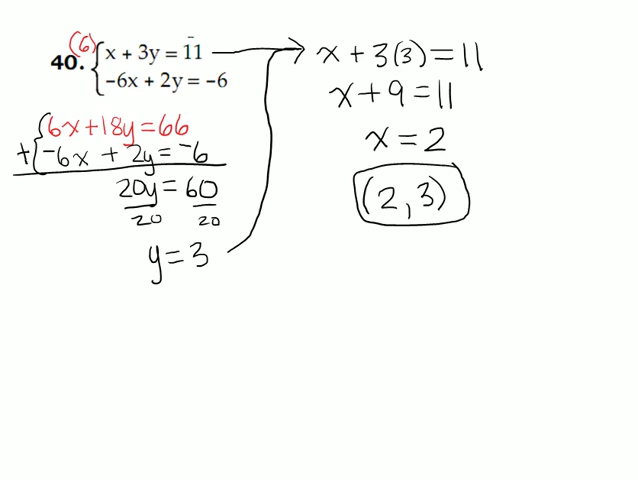 (6)
40. x + 3y = 11
-6x + 2y = -6
6x+18y=66
+ -6x + 2y = -6
20y = 60
20 20
y = 3
x + 3(3) = 11
x + 9 = 11
x = 2
(2, 3)